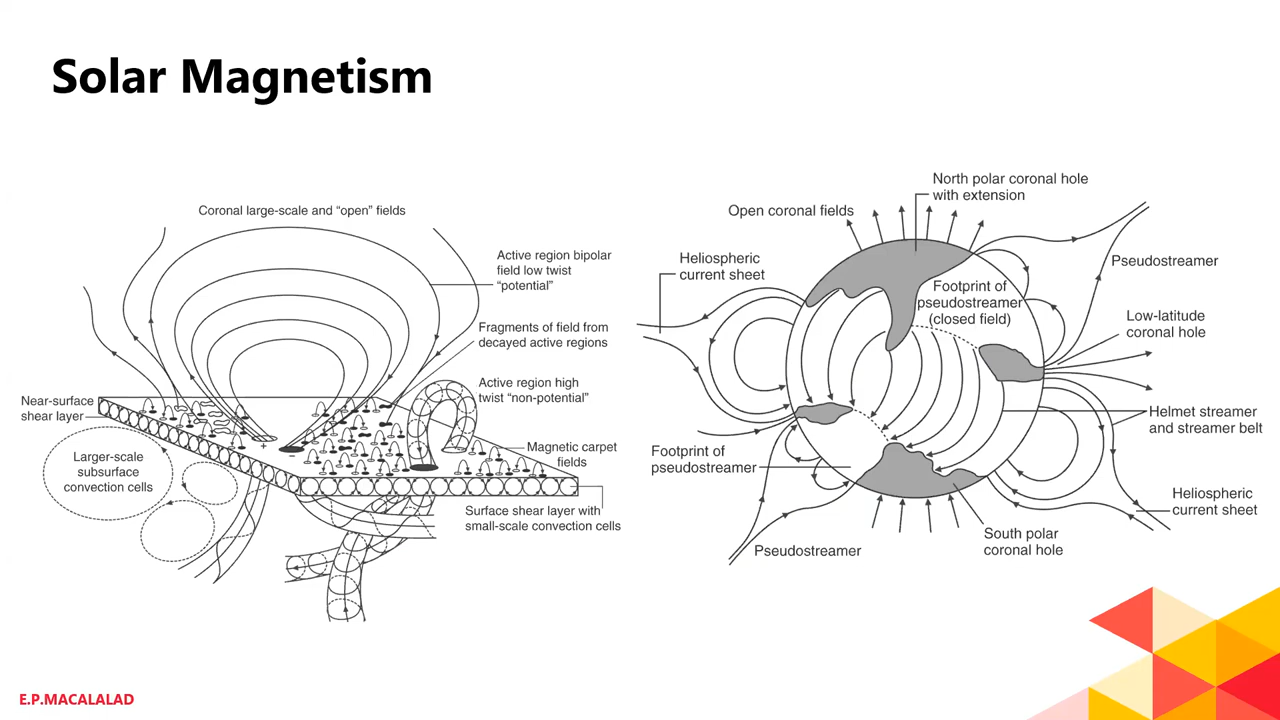 Solar Magnetism
Coronal large-scale and “open” fields
Active region bipolar
field low twist
“potential”
Fragments of field from
decayed active regions
Active region high
twist “non-potential”
Near-surface
shear layer
Larger-scale
subsurface
convection cells
+
–
Magnetic carpet
fields
Surface shear layer with
small-scale convection cells
North polar coronal hole
with extension
Open coronal fields
Heliospheric
current sheet
Pseudostreamer
Footprint of
pseudostreamer
(closed field)
Low-latitude
coronal hole
Helmet streamer
and streamer belt
Footprint of
pseudostreamer
Heliospheric
current sheet
South polar
coronal hole
Pseudostreamer
E.P.MACALALAD